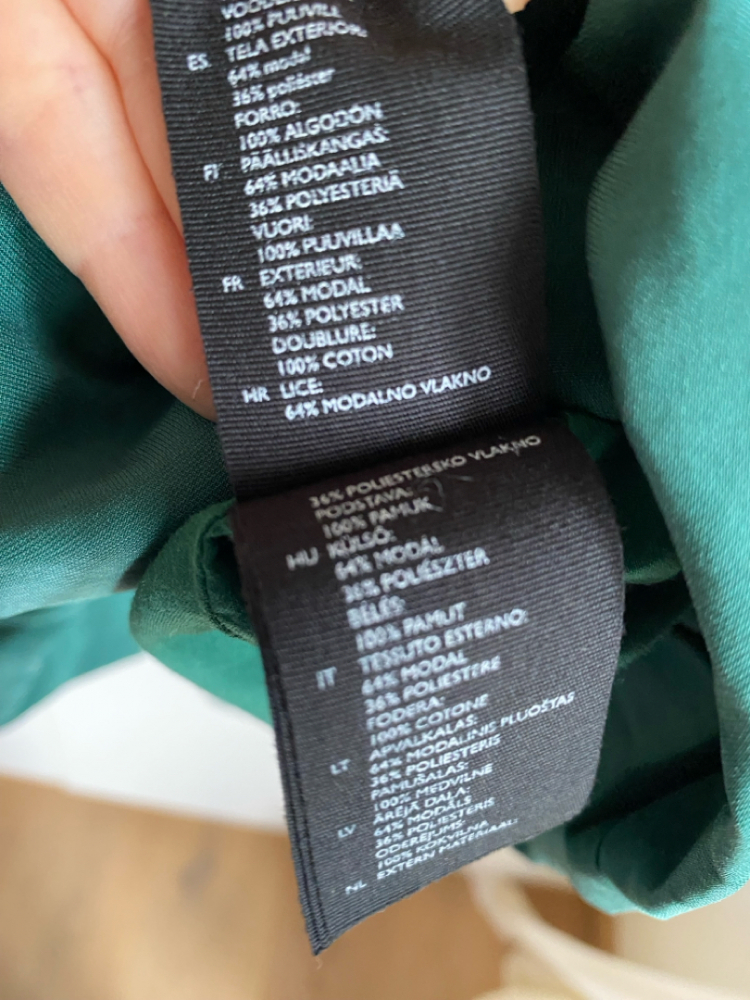 100% PUUVILL
ES TELA EXTERIOR:
64% modal
36% poliéster
FORRO:
100% ALGODÓN
FI PÄÄLLISKANGAS:
64% MODAALIA
36% POLYESTERIÄ
VUORI:
100% PUUVILLAA
FR EXTERIEUR:
64% MODAL
36% POLYESTER
DOUBLURE:
100% COTON
HR LICE:
64% MODALNO VLAKNO
36% POLIESTERSKO VLAKNO
PODSTAVA:
100% PAMUK
HU KÜLSŐ:
64% MODÁL
36% POLIÉSZTER
BÉLÉS:
100% PAMUT
IT TESSUTO ESTERNO:
64% MODAL
36% POLIESTERE
FODERA:
100% COTONE
LT APVALKALAS:
64% MODALINIS PLUOŠTAS
36% POLIESTERIS
PAMUŠALAS:
100% MEDVILNĖ
LV ĀRĒJĀ DAĻA:
64% MODĀLS
36% POLIESTERIS
ODERĒJUMS:
100% KOKVILNA
NL EXTERN MATERIAAL: